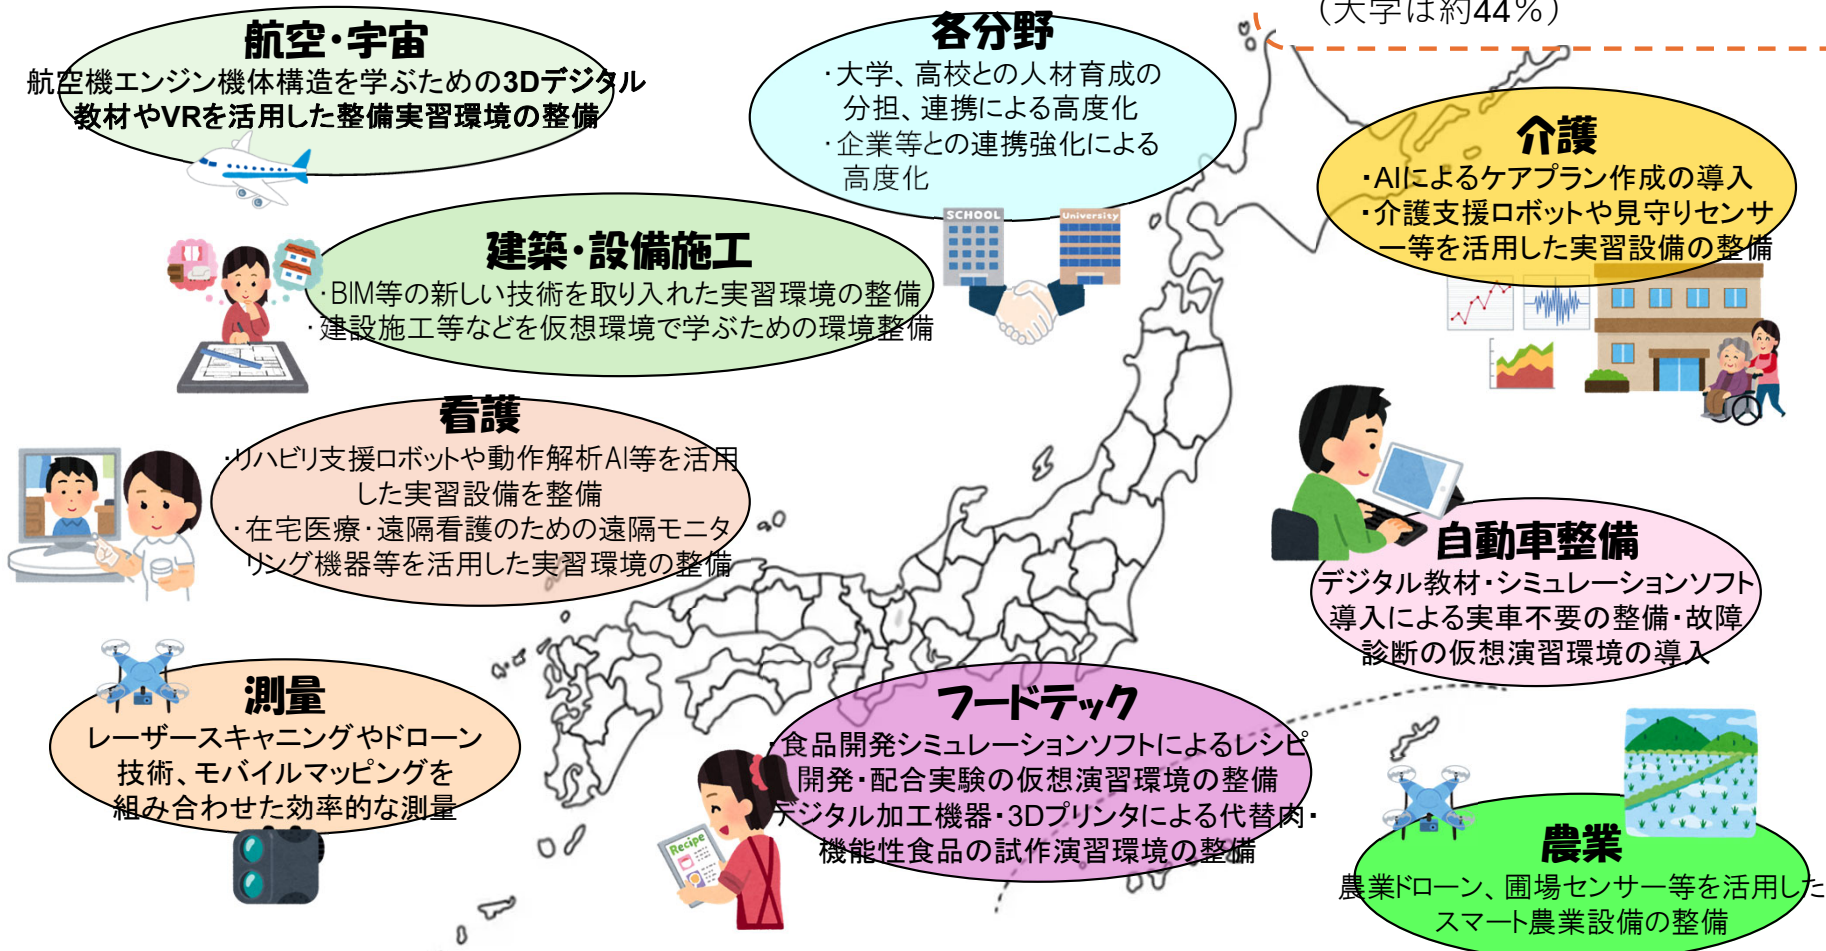 (大学は約44%)
航空・宇宙
航空機エンジン機体構造を学ぶための3Dデジタル
教材やVRを活用した整備実習環境の整備
各分野
・大学、高校との人材育成の
分担、連携による高度化
・企業等との連携強化による
高度化
SCHOOL
University
介護
・AIによるケアプラン作成の導入
・介護支援ロボットや見守りセンサ
ー等を活用した実習設備の整備
建築・設備施工
・BIM等の新しい技術を取り入れた実習環境の整備
・建設施工等などを仮想環境で学ぶための環境整備
看護
・リハビリ支援ロボットや動作解析AI等を活用
した実習設備を整備
・在宅医療・遠隔看護のための遠隔モニタ
リング機器等を活用した実習環境の整備
自動車整備
デジタル教材・シミュレーションソフト
導入による実車不要の整備・故障
診断の仮想演習環境の導入
測量
レーザースキャニングやドローン
技術、モバイルマッピングを
組み合わせた効率的な測量
フードテック
・食品開発シミュレーションソフトによるレシピ
開発・配合実験の仮想演習環境の整備
デジタル加工機器・3Dプリンタによる代替肉・
機能性食品の試作演習環境の整備
Recipe
農業
農業ドローン、圃場センサー等を活用した
スマート農業設備の整備